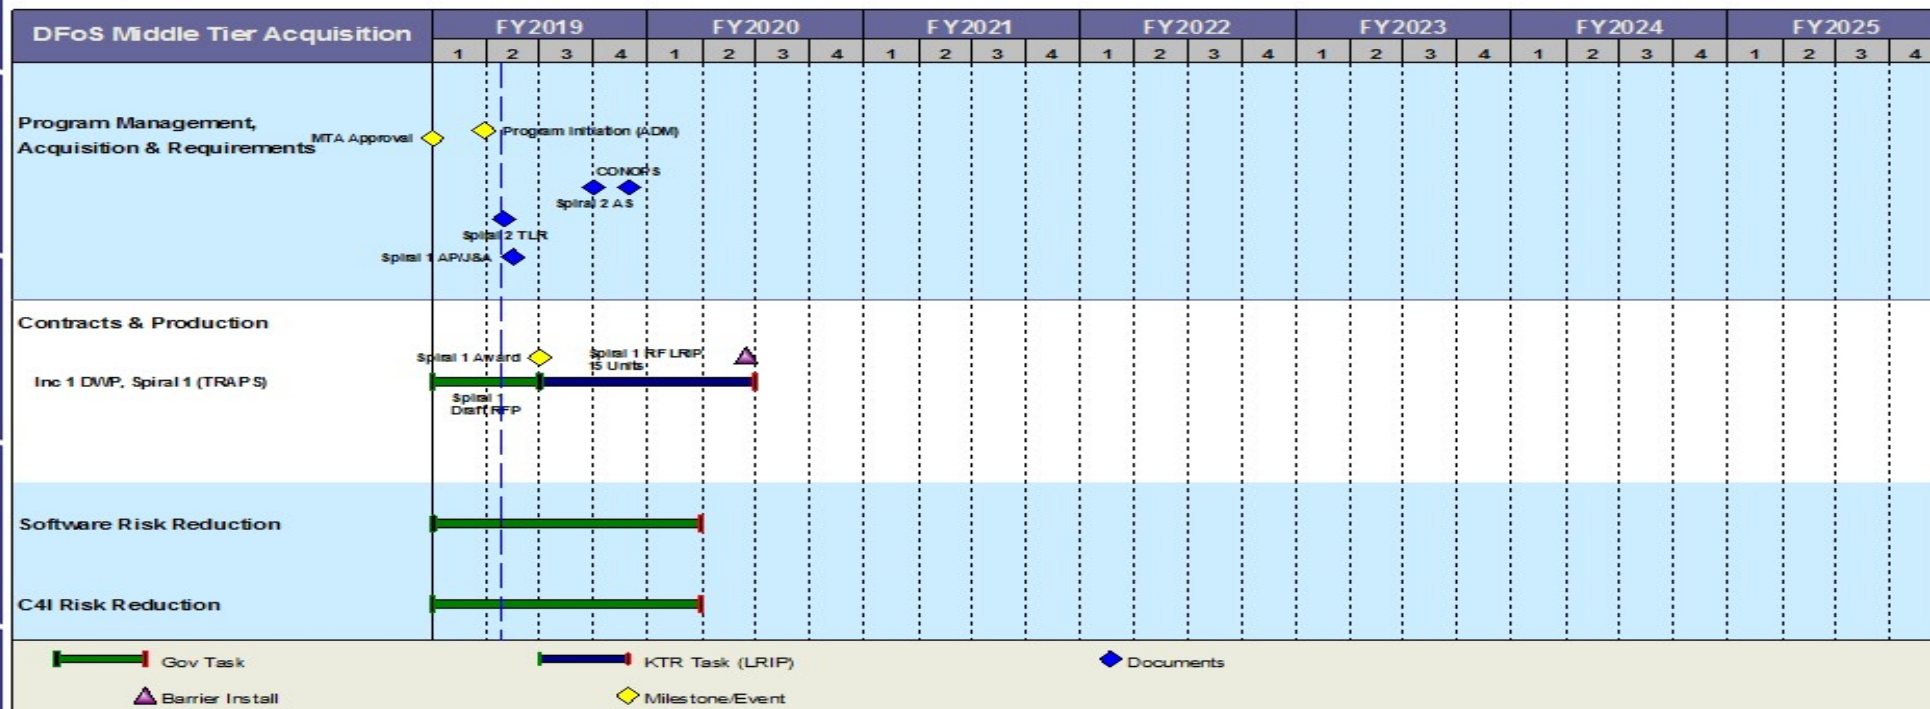 DFoS Middle Tier Acquisition
FY2019 FY2020 FY2021 FY2022 FY2023 FY2024 FY2025
1 2 3 4 1 2 3 4 1 2 3 4 1 2 3 4 1 2 3 4 1 2 3 4 1 2 3 4
Program Management,
Acquisition & Requirements
MTA Approval
Program Initiation (ADM)
CONOPS
Spiral 2 AS
Spiral 2 TLR
Spiral 1 AP/J&A
Contracts & Production
Spiral 1 Award
Spiral 1 RF LRIP
15 Units
Inc 1 DWP, Spiral 1 (TRAPS)
Spiral 1
Draft RFP
Software Risk Reduction
C4I Risk Reduction
Gov Task
KTR Task (LRIP)
Documents
Barrier Install
Milestone/Event